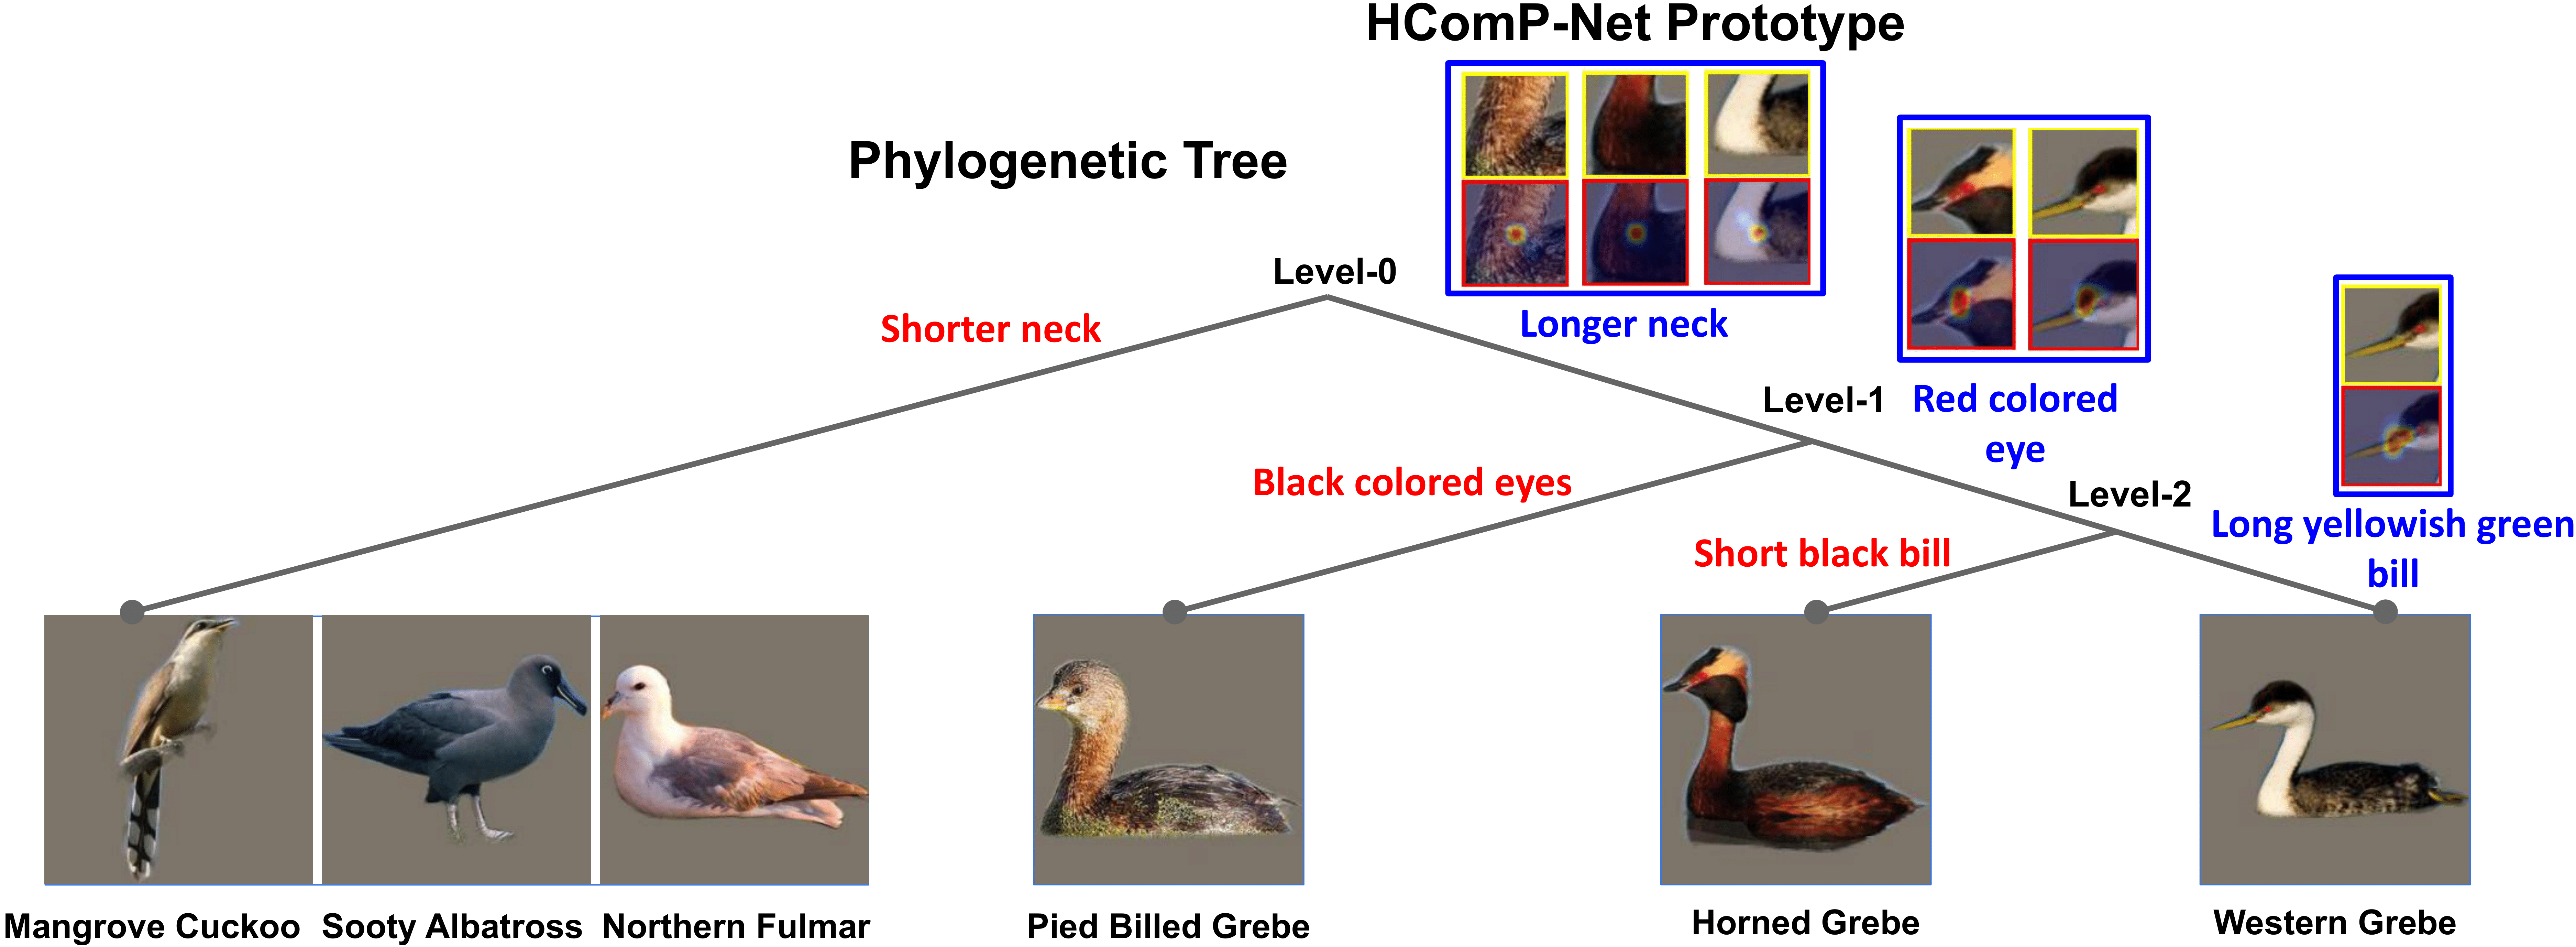 HComP-Net Prototype
Phylogenetic Tree
Level-0
Shorter neck
Longer neck
Level-1
Red colored
eye
Black colored eyes
Level-2
Long yellowish green
bill
Short black bill
Mangrove Cuckoo
Sooty Albatross
Northern Fulmar
Pied Billed Grebe
Horned Grebe
Western Grebe